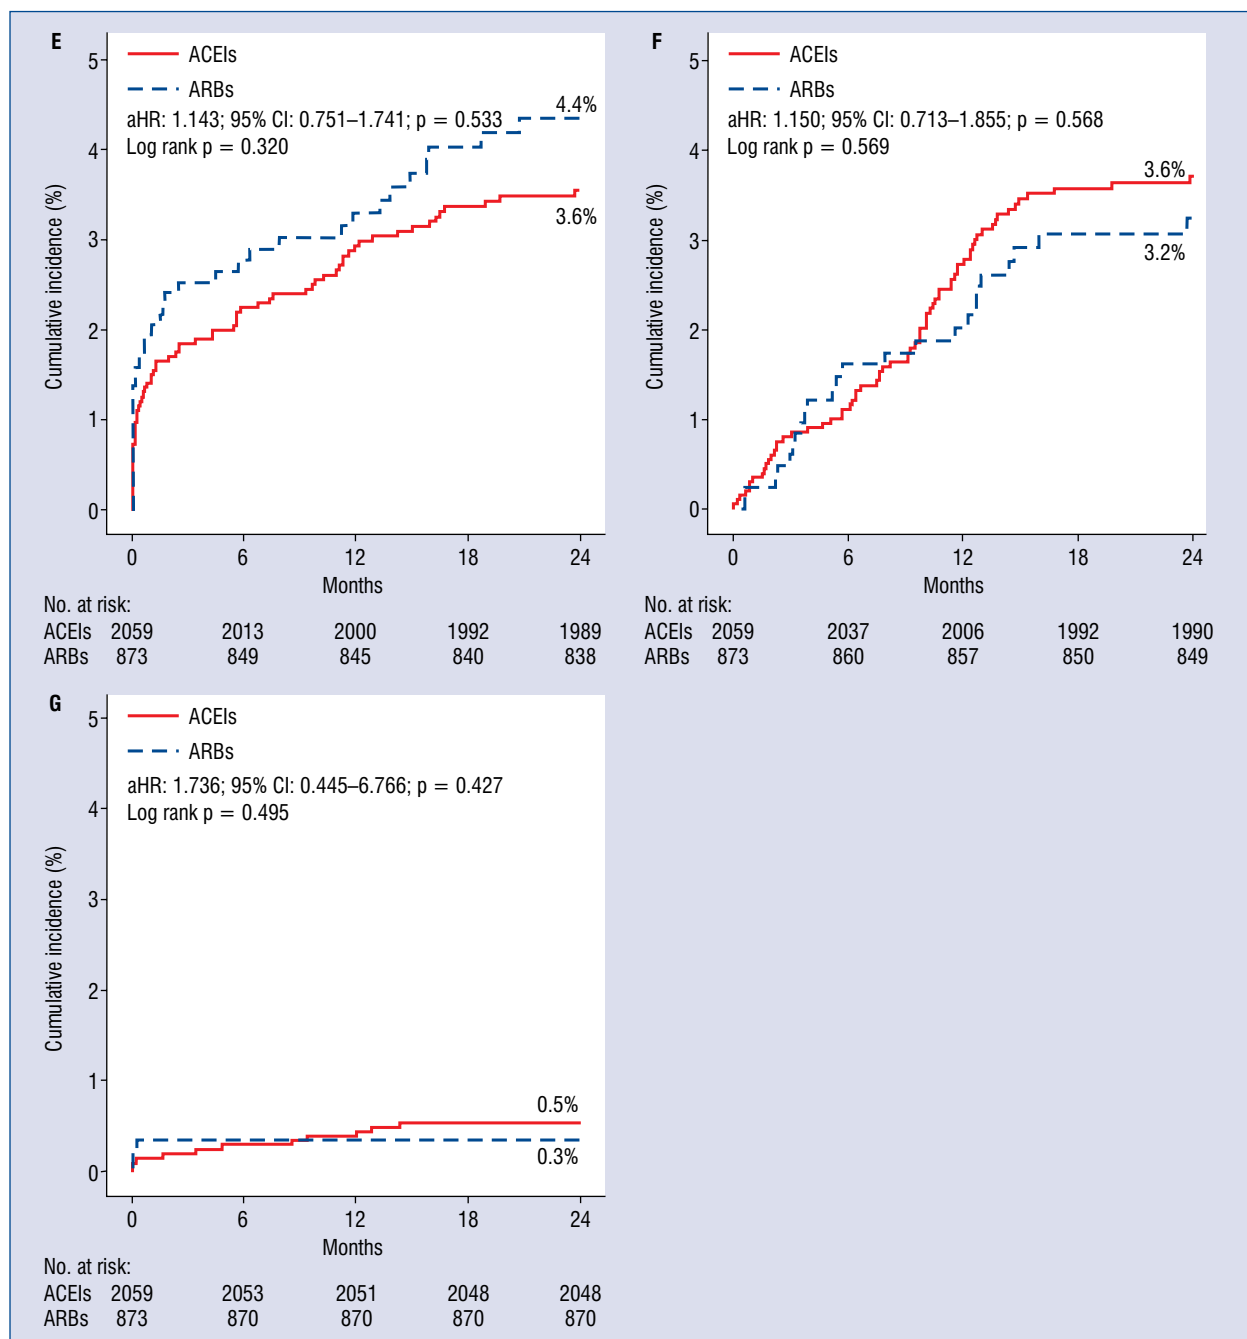 E
ACEIs
ARBs
aHR: 1.143; 95% CI: 0.751–1.741; p = 0.533
Log rank p = 0.320
4.4%
3.6%
Cumulative incidence (%)
5
4
3
2
1
0
0 6 12 18 24
Months
No. at risk:
ACEIs 2059 2013 2000 1992 1989
ARBs 873 849 845 840 838
F
ACEIs
ARBs
aHR: 1.150; 95% CI: 0.713–1.855; p = 0.568
Log rank p = 0.569
3.6%
3.2%
Cumulative incidence (%)
5
4
3
2
1
0
0 6 12 18 24
Months
No. at risk:
ACEIs 2059 2037 2006 1992 1990
ARBs 873 860 857 850 849
G
ACEIs
ARBs
aHR: 1.736; 95% CI: 0.445–6.766; p = 0.427
Log rank p = 0.495
0.5%
0.3%
Cumulative incidence (%)
5
4
3
2
1
0
0 6 12 18 24
Months
No. at risk:
ACEIs 2059 2053 2051 2048 2048
ARBs 873 870 870 870 870